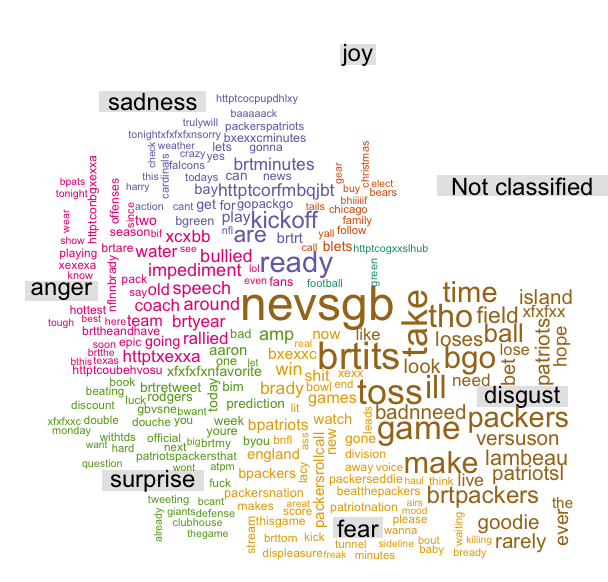 joy
sadness
httptcocpupdhlxy
baaaaack
trulywill
packerspatriots
tonightxfxfxfxnsorry
bxexxcminutes
check
weather
lets
gonna
crazy
yes
falcons
brtminutes
this
cardinals
todays
can
news
harry
bay
httptcorfmbqjbt
action
cant
get
for
gopackgo
bgreen
play
kickoff
nfl
are
brtrt
ready
gear
christmas
buy
elect
bears
bhiiiiif
tails
chicago
family
yall
follow
call
blets
httptcogxxslhub
green
football
Not classified
bpats
tonight
httptconbgxexxa
offenses
wear
since
two
season
bif
xcxbb
show
playing
brtare
water
see
bullied
xexexa
know
nflnnbrady
pack
impediment
lol
even
fans
anger
say
old
speech
hottest
coach
around
tough
best
here
team
brtyear
brttheandhave
soon
epic
going
rallied
bthis
brtthe
texas
httptxexxa
httptcoubehvosu
nevsgb
take
time
island
tho
field
xfxfxx
ball
loses
patriots
hope
brtits
bgo
look
bet
lose
need
toss
ill
disgust
badnneed
packers
game
versuson
make
lambeau
live
patriotsl
brtpackers
the
goodie
rarely
ever
bad
amp
now
like
real
aaron
bxexxc
one
let
win
xexx
xfxfxfxnfavorite
shit
book
bim
brady
bowl
end
beating
brtretweet
today
games
luck
rodgers
prediction
lit
leads
discount
gbvsne
bwant
xfxfxxc
double
you
week
bpatriots
watch
monday
douche
youre
bnfl
ass
new
withtds
official
big
brtmy
byou
england
gone
want
hard
next
lacy
packersrollcall
division
patriotspackersthat
away
voice
question
wont
atpm
bpackers
packerseddie
haul
think
surprise
fuck
packersnation
beatthepackers
tweeting
bcant
makes
areat
patriotnation
airs
mood
already
giants
defense
score
please
waiting
clubhouse
thisgame
fear
wanna
thegame
stream
brttom
kick
sideline
bout
killing
tunnel
baby
bready
displeasure
freak
minutes